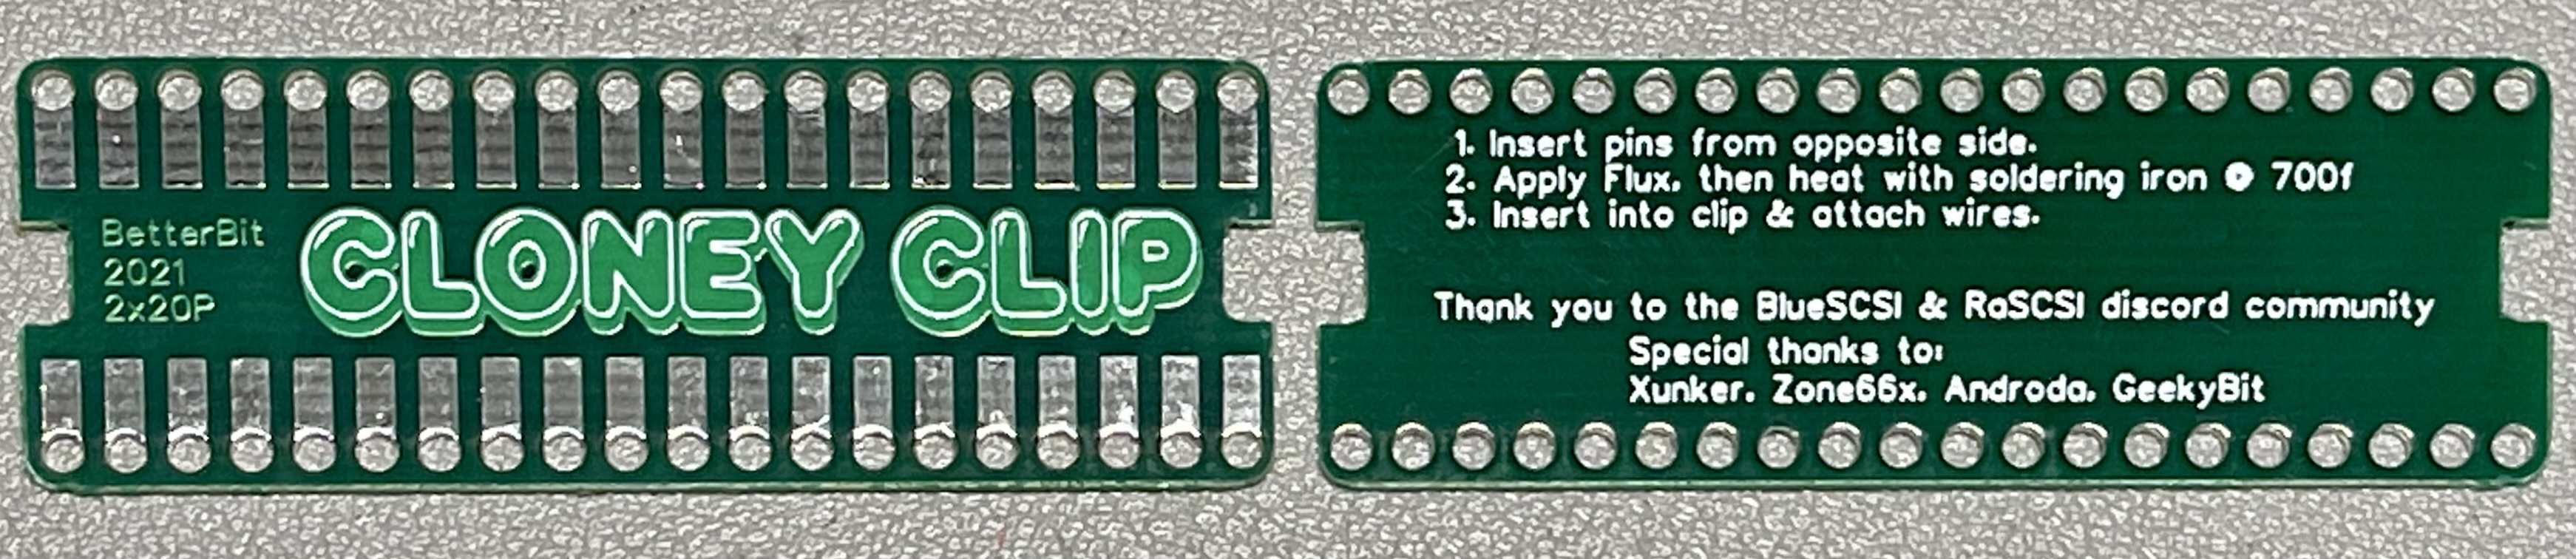 BetterBit
2021
2x20P
CLONEY CLIP
1. Insert pins from opposite side.
2. Apply Flux, then heat with soldering iron @ 700f
3. Insert into clip & attach wires.
Thank you to the BlueSCSI & RaSCSI discord community
Special thanks to:
Xunker, Zone66x, Androda, GeekyBit